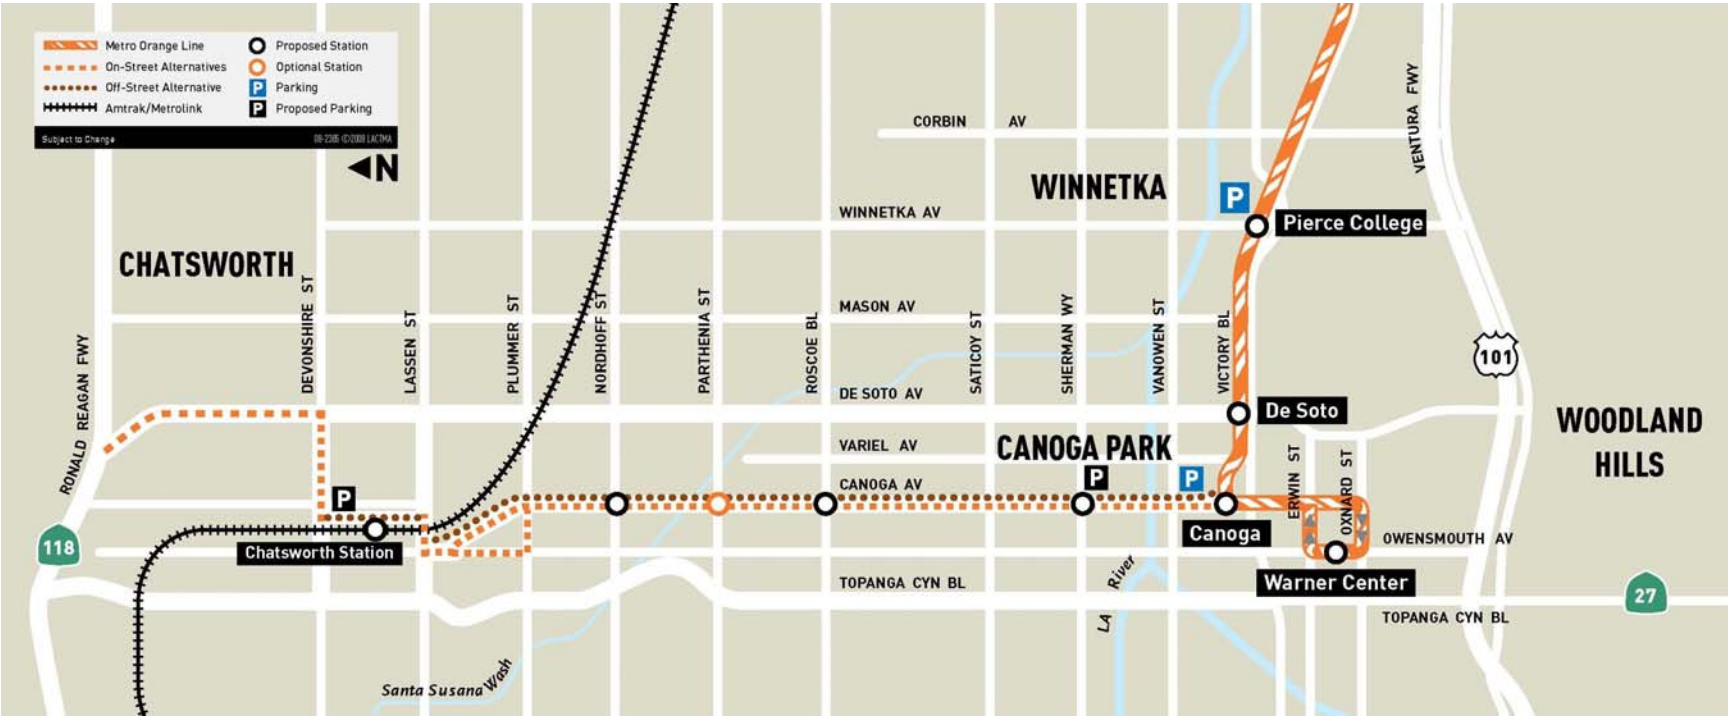 Metro Orange Line
On-Street Alternatives
Off-Street Alternative
Amtrak/Metrolink
Proposed Station
Optional Station
P Parking
P Proposed Parking
Subject to Change
08-2385 ©2008 LACTMA
N
CORBIN AV
VENTURA FWY
WINNETKA
P
WINNETKA AV
Pierce College
CHATSWORTH
DEVONSHIRE ST
LASSEN ST
PLUMMER ST
NORDHOFF ST
PARTHENIA ST
ROSCOE BL
MASON AV
SATICOY ST
SHERMAN WY
VANOWEN ST
VICTORY BL
101
RONALD REAGAN FWY
DE SOTO AV
De Soto
WOODLAND
HILLS
VARIEL AV
CANOGA PARK
ERWIN ST
OXNARD ST
P
P
P
CANOGA AV
Canoga
OWENSMOUTH AV
118
Chatsworth Station
Warner Center
TOPANGA CYN BL
LA River
27
TOPANGA CYN BL
Santa Susana Wash